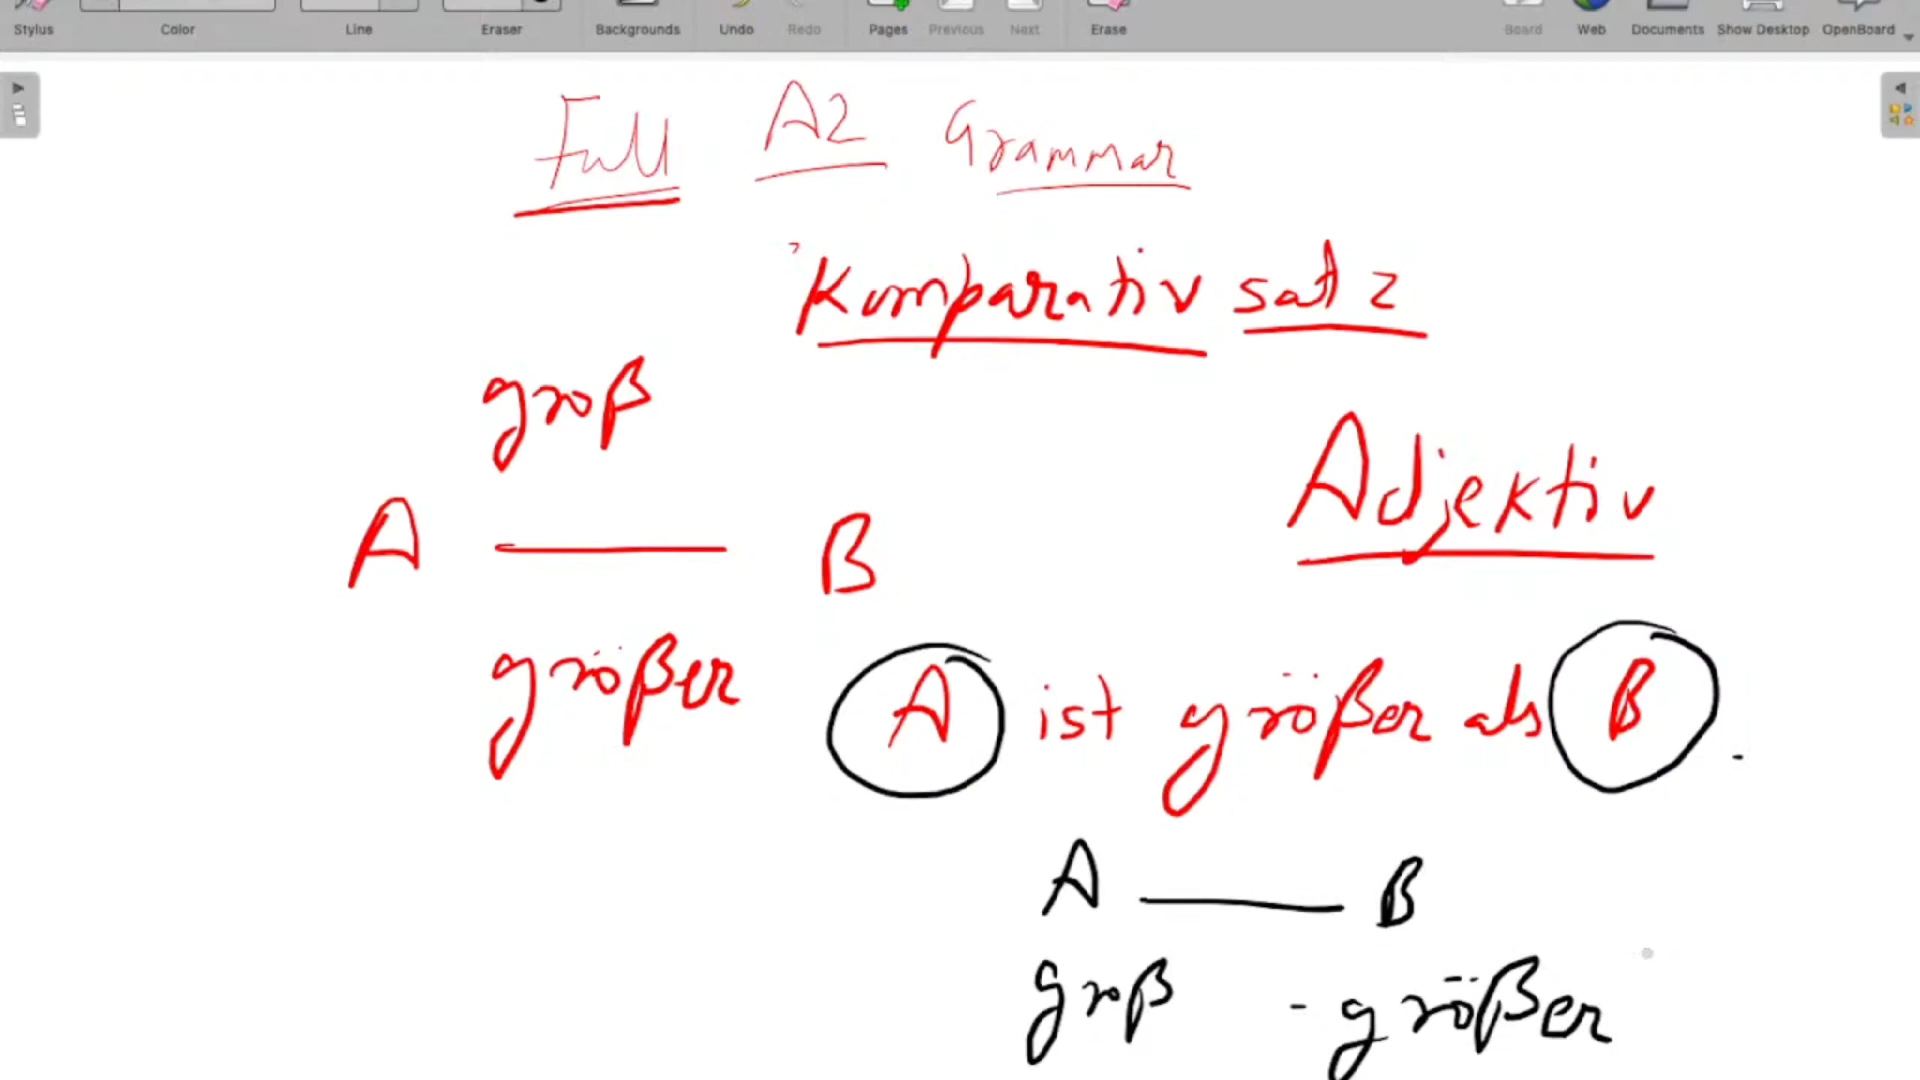 Stylus Color Line Eraser Backgrounds Undo Redo Pages Previous Next Erase Board Web Documents Show Desktop OpenBoard
Full A2 Grammar
Komparativ satz
groß
Adjektiv
A — B
größer
A ist größer als B .
A — B
groß - größer